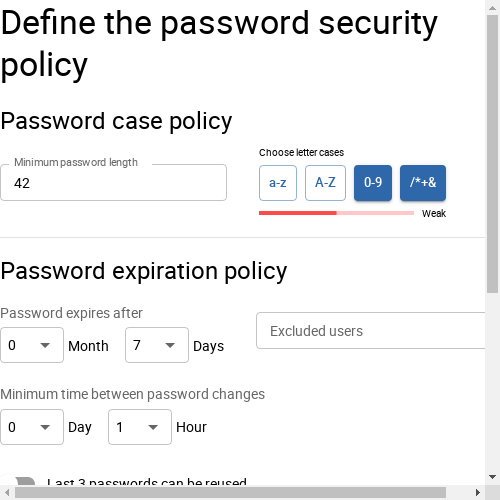 Define the password security
policy
Password case policy
Choose letter cases
Minimum password length
42
a-z
A-Z
0-9
/*+&
Weak
Password expiration policy
Password expires after
0
Month
7
Days
Excluded users
Minimum time between password changes
0
Day
1
Hour
Last 3 passwords can be reused